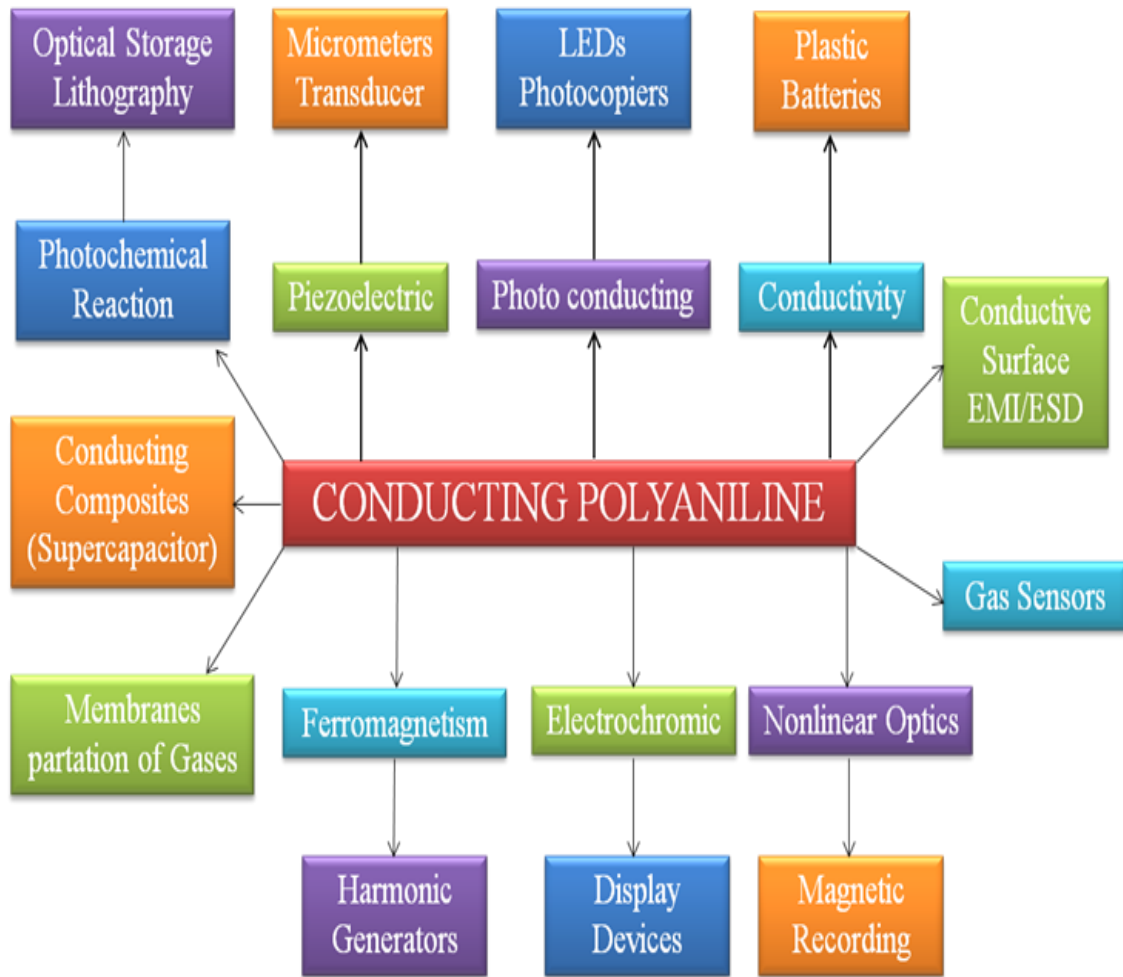 Optical Storage
Lithography
Micrometers
Transducer
LEDs
Photocopiers
Plastic
Batteries
Photochemical
Reaction
Piezoelectric
Photo conducting
Conductivity
Conductive
Surface
EMI/ESD
Conducting
Composites
(Supercapacitor)
CONDUCTING POLYANILINE
Gas Sensors
Membranes
partation of Gases
Ferromagnetism
Electrochromic
Nonlinear Optics
Harmonic
Generators
Display
Devices
Magnetic
Recording